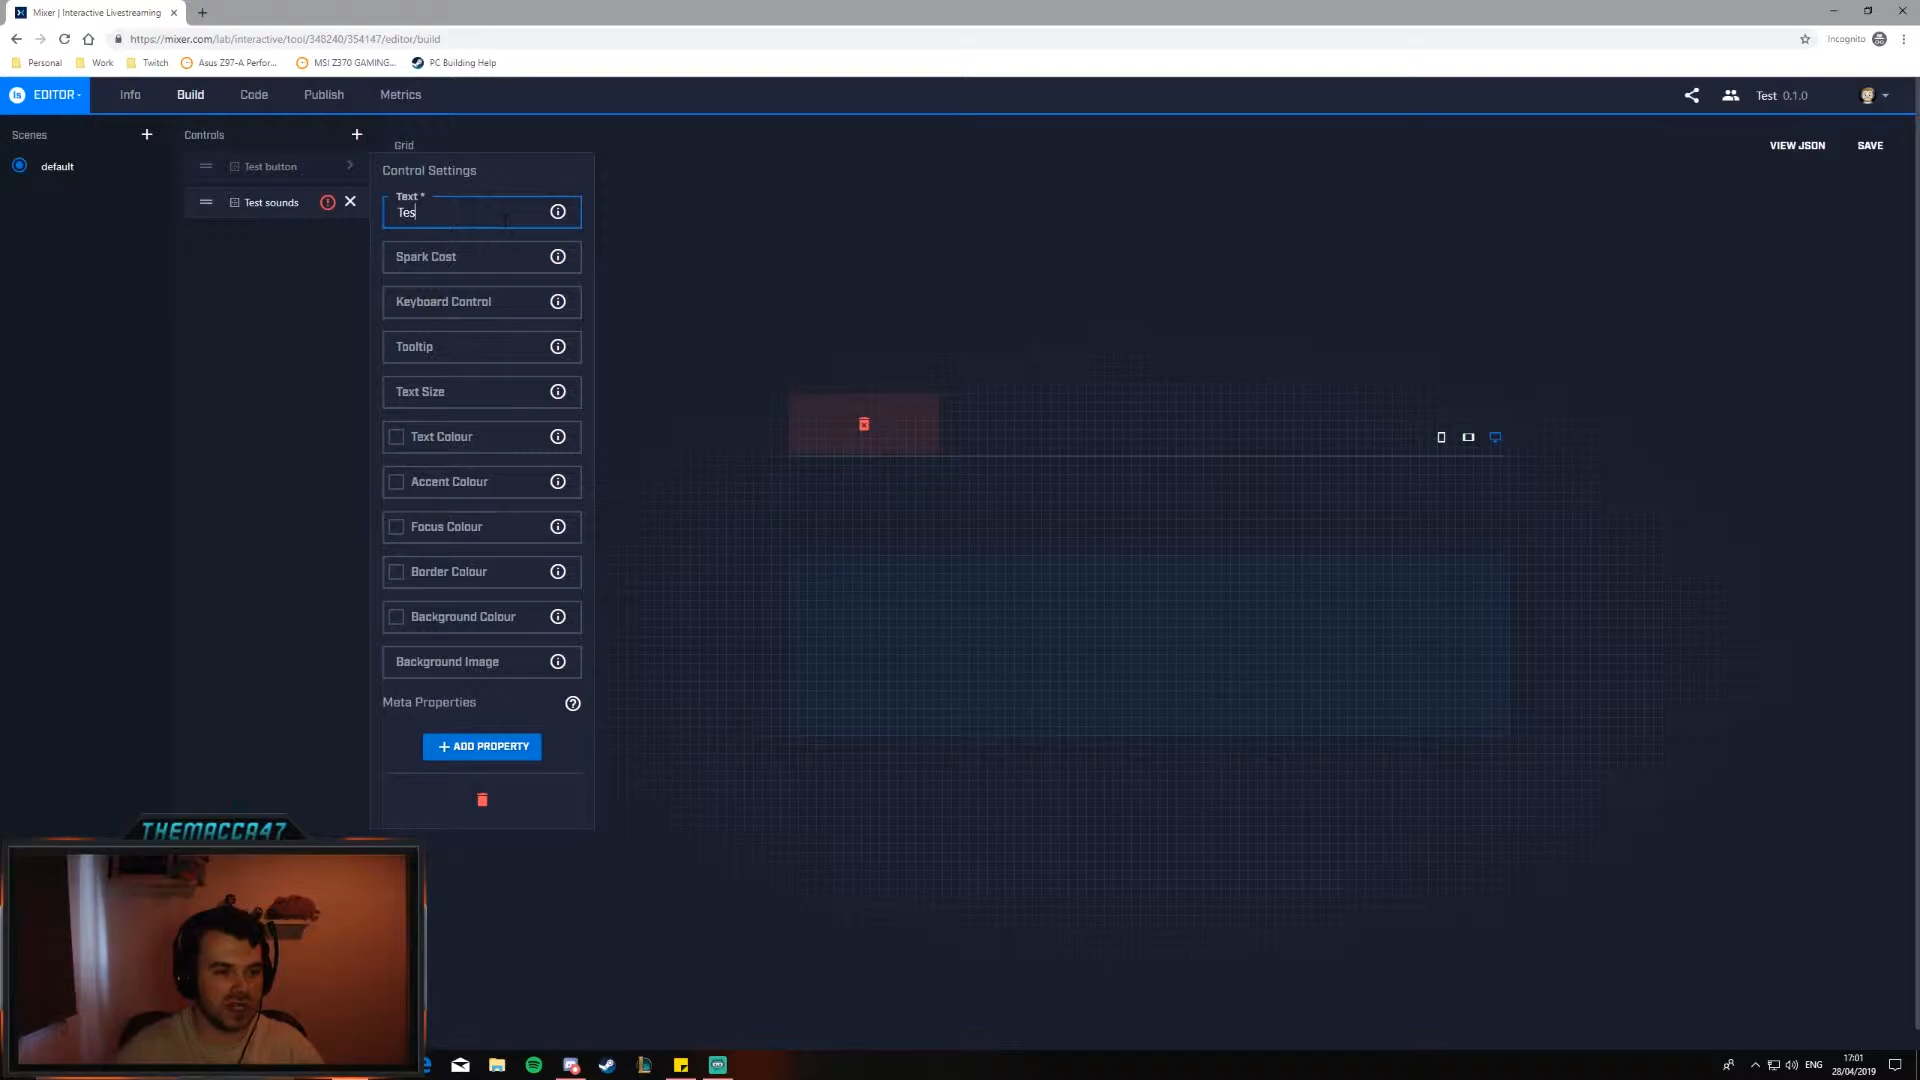 Mixer | Interactive Livestreaming
https://mixer.com/lab/interactive/tool/348240/354147/editor/build
Incognito
Personal
Work
Twitch
Asus Z97-A Perfor...
MSI Z370 GAMING...
PC Building Help
EDITOR
Info
Build
Code
Publish
Metrics
Test 0.1.0
Scenes
Controls
Grid
VIEW JSON
SAVE
default
Test button
Test sounds
Control Settings
Text *
Tes
Spark Cost
Keyboard Control
Tooltip
Text Size
Text Colour
Accent Colour
Focus Colour
Border Colour
Background Colour
Background Image
Meta Properties
ADD PROPERTY
THEMACCA47
ENG
17:01
28/04/2019